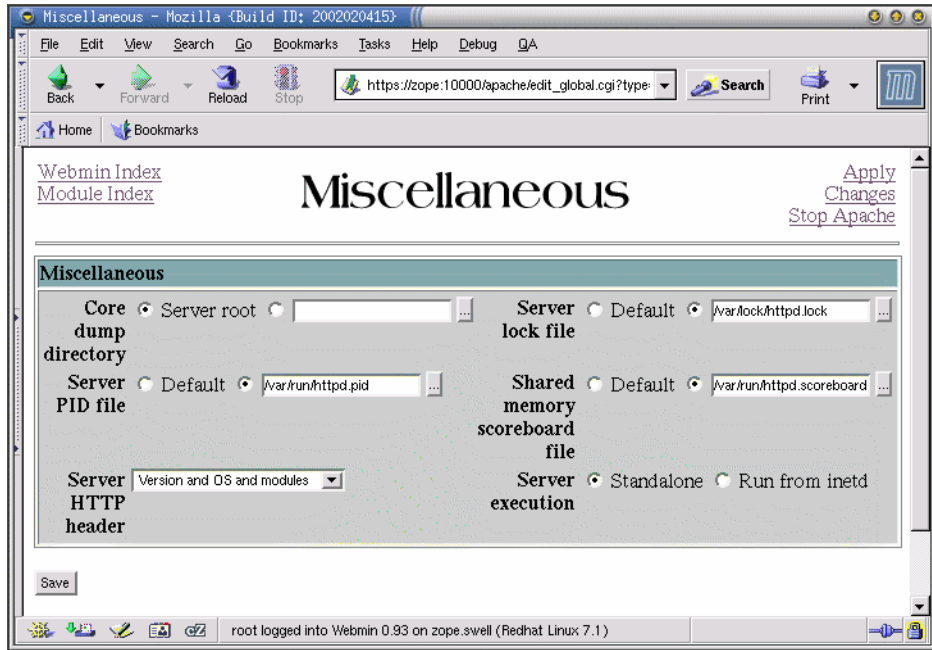 Miscellaneous - Mozilla {Build ID: 2002020415}
File Edit View Search Go Bookmarks Tasks Help Debug QA
Back Forward Reload Stop https://zope:10000/apache/edit_global.cgi?type= Search Print
Home Bookmarks
Webmin Index
Module Index
Miscellaneous
Apply
Changes
Stop Apache
Miscellaneous
Core dump directory Server root ...
Server lock file Default /var/lock/httpd.lock ...
Server PID file Default /var/run/httpd.pid ...
Shared memory scoreboard file Default /var/run/httpd.scoreboard ...
Server HTTP header Version and OS and modules
Server execution Standalone Run from inetd
Save
root logged into Webmin 0.93 on zope.swell (Redhat Linux 7.1)